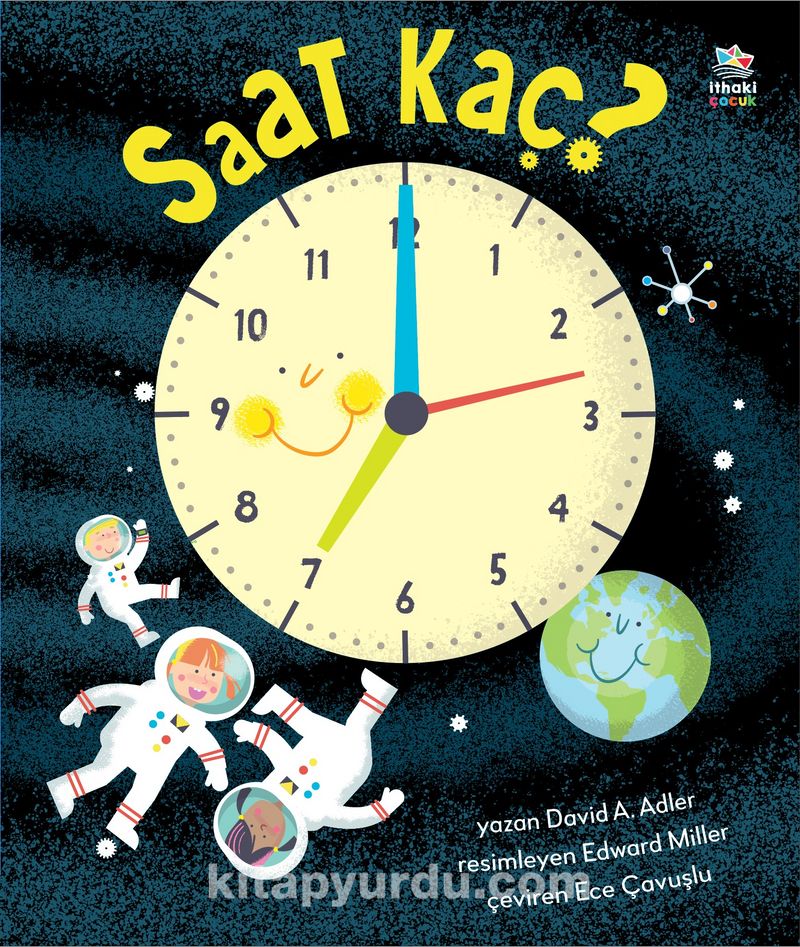 Saat Kaç?
ithaki
çocuk
12
11
1
10
2
9
3
8
4
7
5
6
yazan David A. Adler
resimleyen Edward Miller
çeviren Ece Çavuşlu
kitapyurdu.com